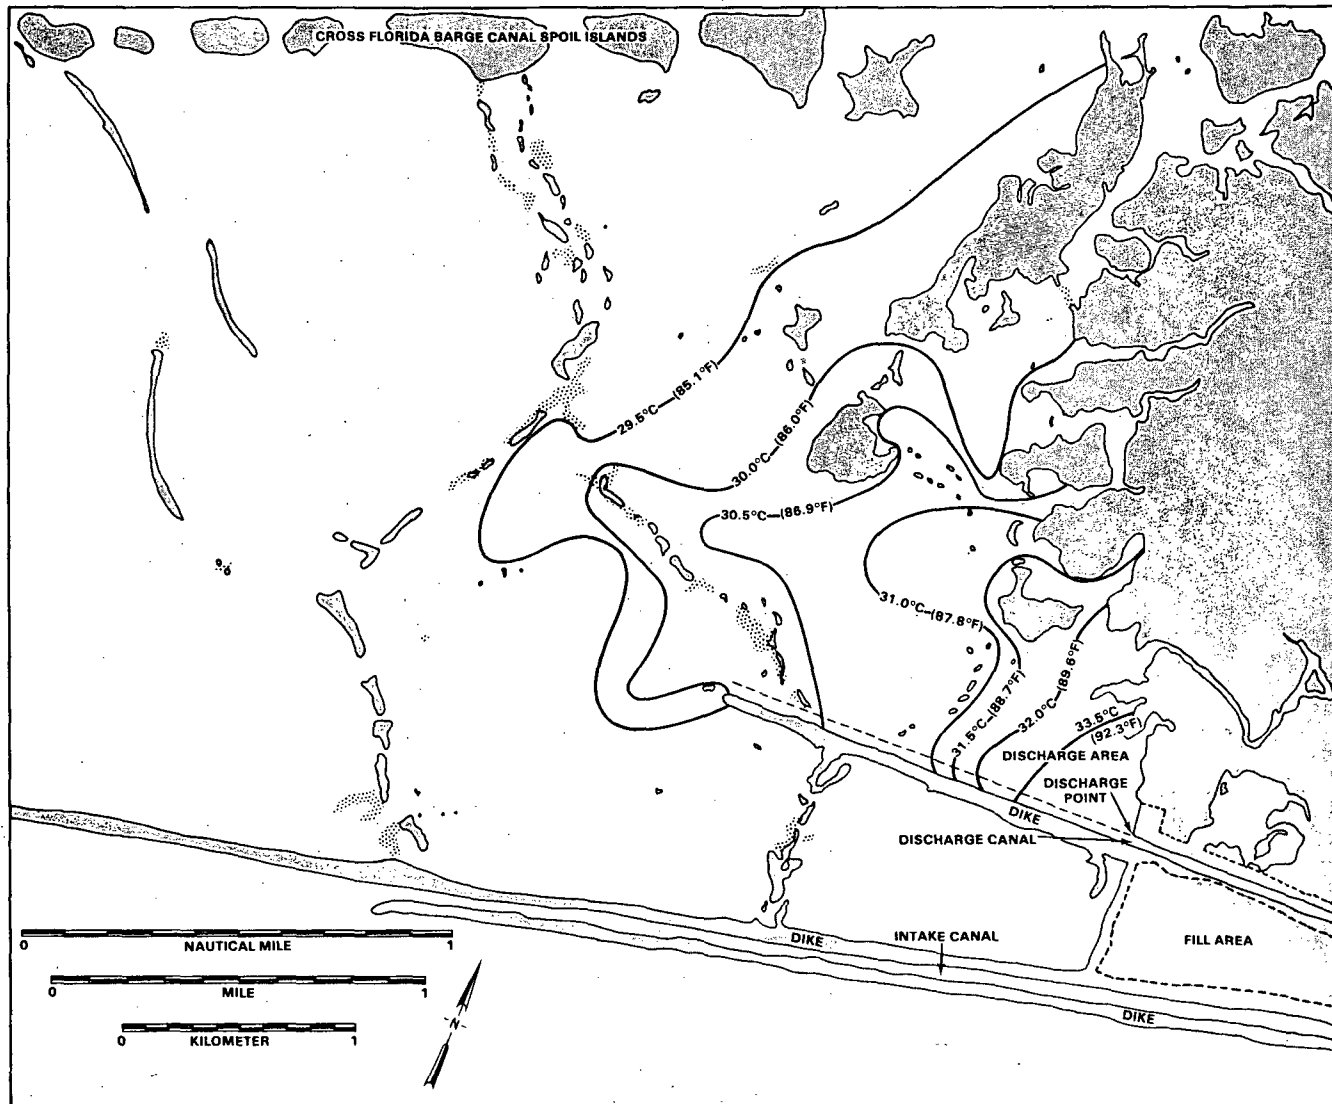 CROSS FLORIDA BARGE CANAL SPOIL ISLANDS
29.5°C—(85.1°F)
30.0°C—(86.0°F)
30.5°C—(86.9°F)
31.0°C—(87.8°F)
31.5°C—(88.7°F)
32.0°C—(89.6°F)
33.5°C
(92.3°F)
DISCHARGE AREA
DISCHARGE
POINT
DIKE
DISCHARGE CANAL
DIKE
INTAKE CANAL
FILL AREA
DIKE
0 1
NAUTICAL MILE
0 1
MILE
0 1
KILOMETER
N